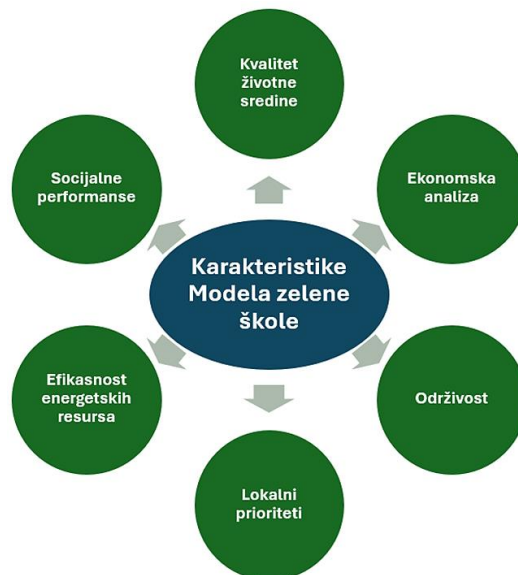 Kvalitet
životne
sredine
Socijalne
performanse
Ekonomska
analiza
Karakteristike
Modela zelene
škole
Efikasnost
energetskih
resursa
Održivost
Lokalni
prioriteti